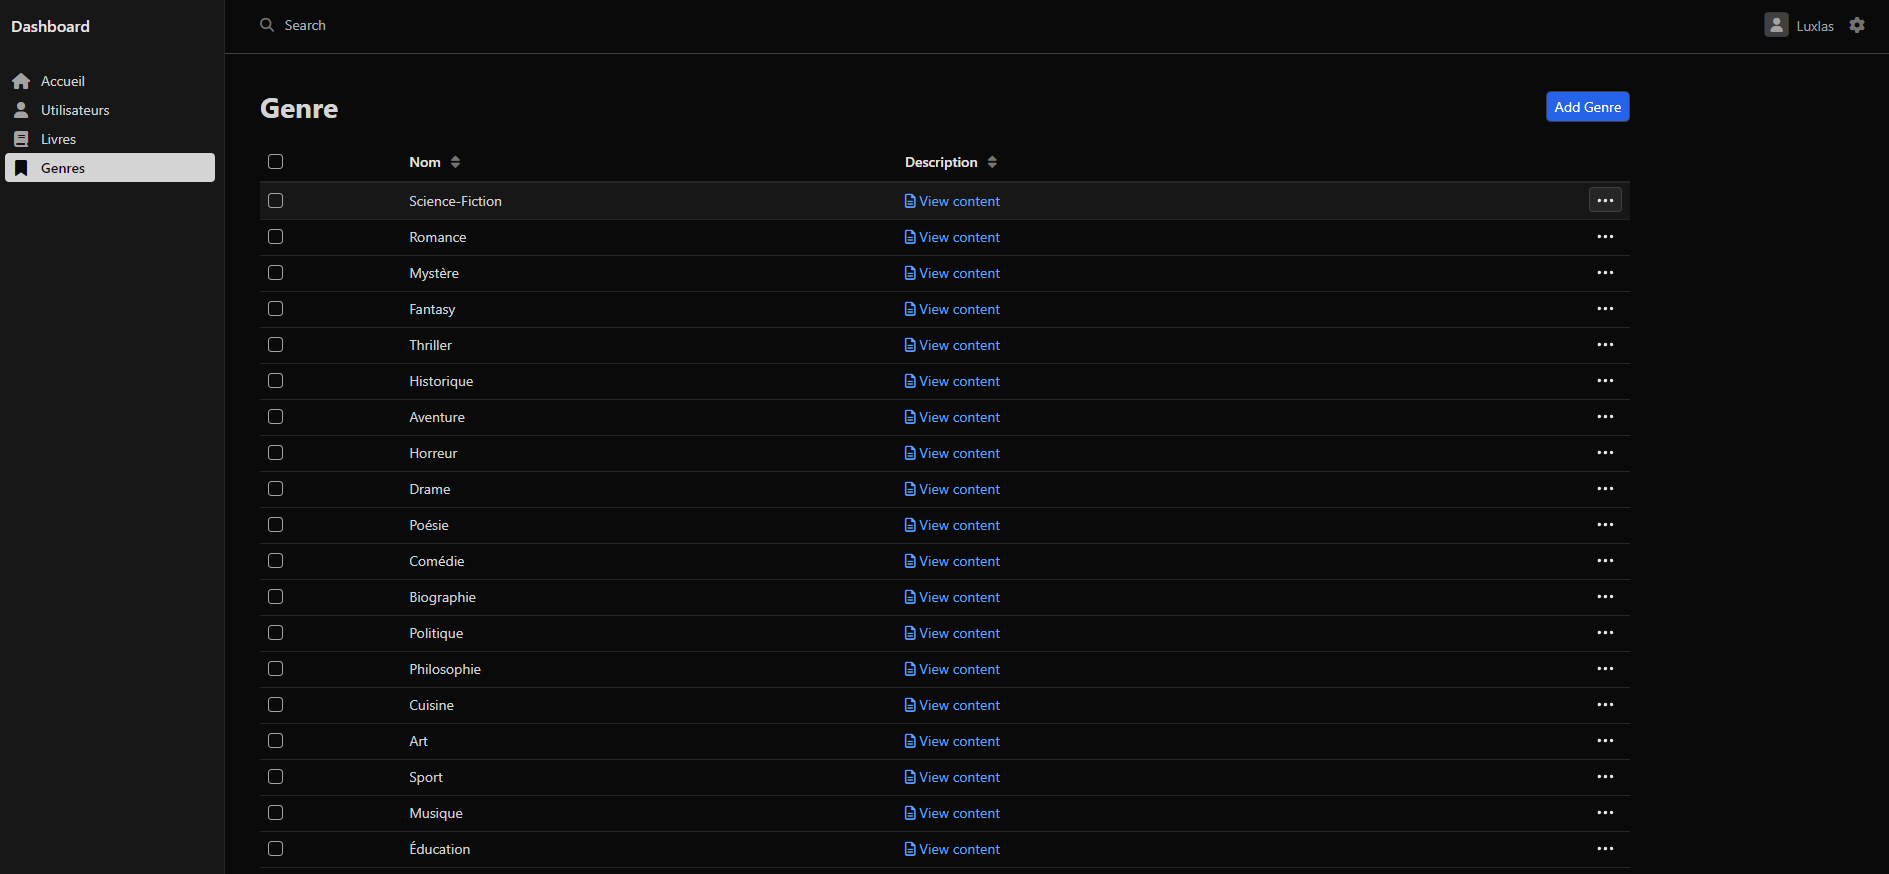 Dashboard
Search
Luxlas
Accueil
Utilisateurs
Livres
Genres
Genre
Add Genre
Nom Description
Science-Fiction View content
Romance View content
Mystère View content
Fantasy View content
Thriller View content
Historique View content
Aventure View content
Horreur View content
Drame View content
Poésie View content
Comédie View content
Biographie View content
Politique View content
Philosophie View content
Cuisine View content
Art View content
Sport View content
Musique View content
Éducation View content